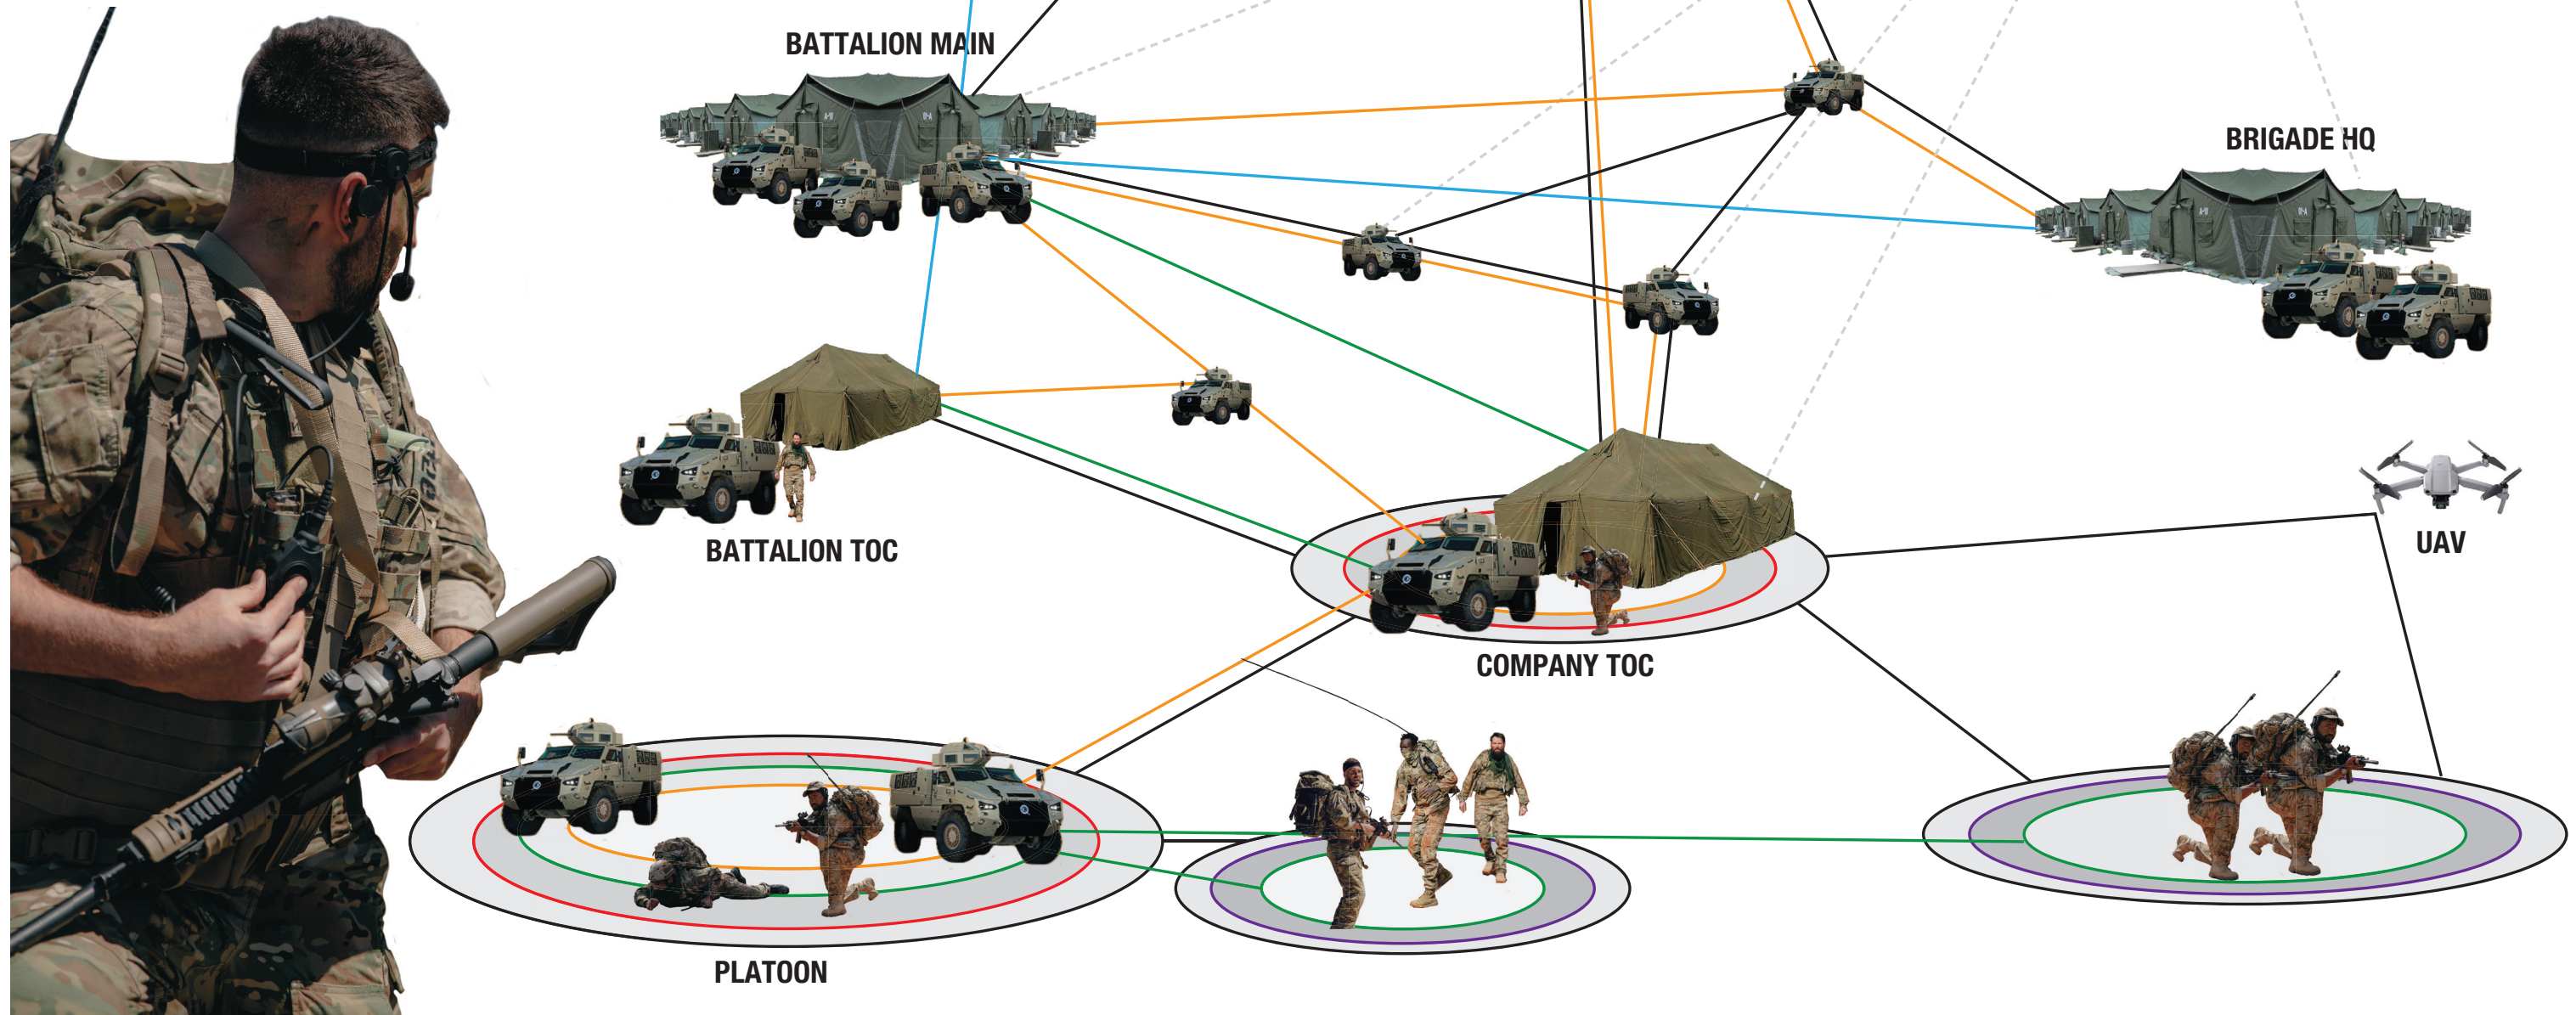 BATTALION MAIN
BRIGADE HQ
BATTALION TOC
UAV
COMPANY TOC
PLATOON